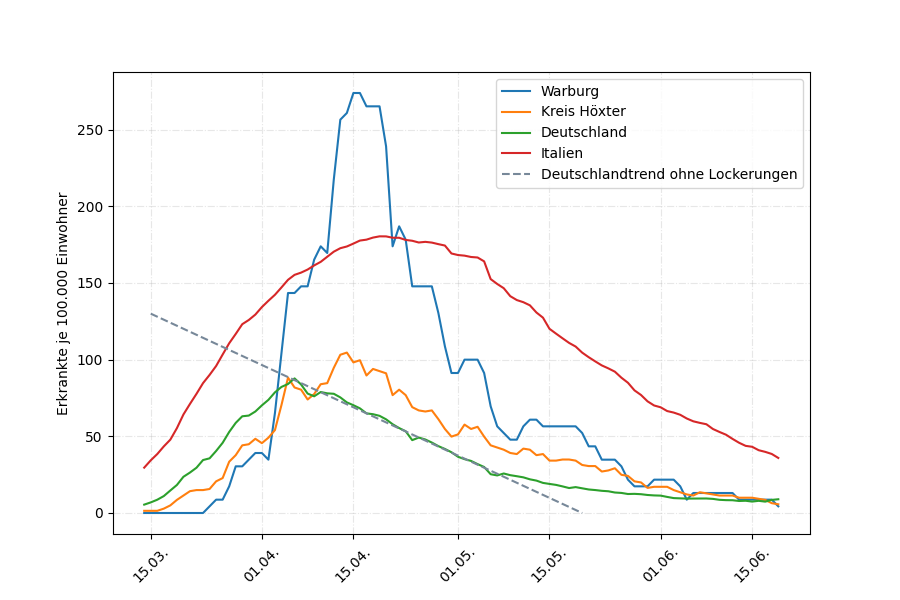 Warburg
Kreis Höxter
Deutschland
Italien
Deutschlandtrend ohne Lockerungen
Erkrankte je 100.000 Einwohner
250
200
150
100
50
0
15.03.
01.04.
15.04.
01.05.
15.05.
01.06.
15.06.